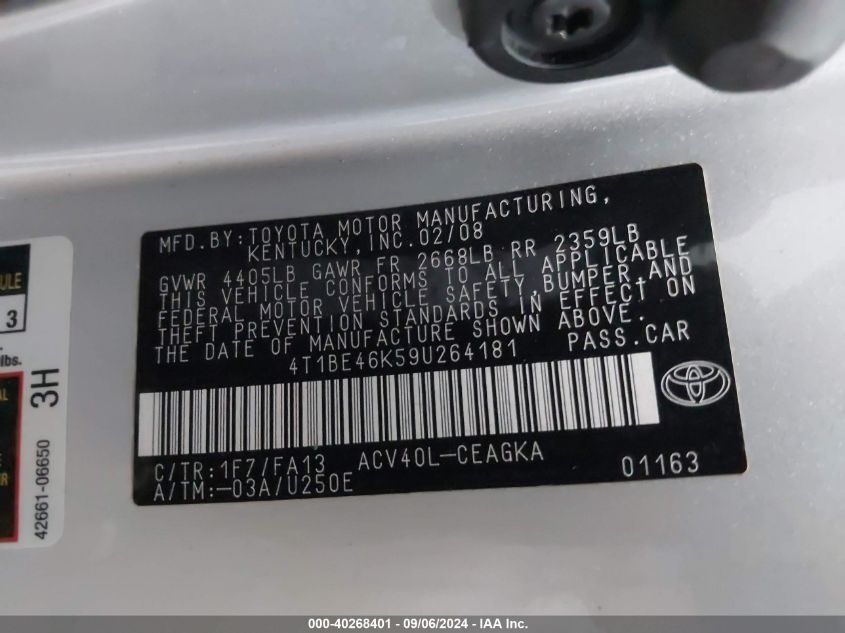 MFD.BY:TOYOTA MOTOR MANUFACTURING,
KENTUCKY,INC.02/08
GVWR 4405LB GAWR FR 2668LB RR 2359LB
THIS VEHICLE CONFORMS TO ALL APPLICABLE
FEDERAL MOTOR VEHICLE SAFETY, BUMPER,AND
THEFT PREVENTION STANDARDS IN EFFECT ON
THE DATE OF MANUFACTURE SHOWN ABOVE.
4T1BE46K59U264181 PASS.CAR
C/TR:1F7/FA13 ACV40L-CEAGKA 01163
A/TM:-03A/U250E
3
lbs.
3H
42661-06650
000-40268401 - 09/06/2024 - IAA Inc.